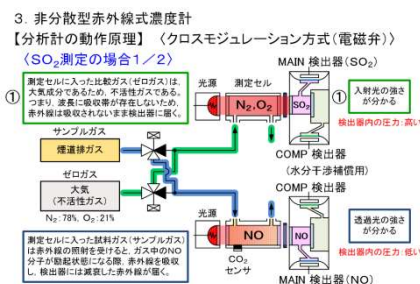 3. 非分散型赤外線式濃度計
【分析計の動作原理】 〈クロスモジュレーション方式(電磁弁)〉
〈SO₂測定の場合1／2〉
①
測定セルに入った比較ガス(ゼロガス)は、
大気成分であるため、不活性ガスである。
つまり、波長に吸収帯が存在しないため、
赤外線は吸収されないまま検出器に届く。
光源
測定セル
MAIN 検出器(SO₂)
N₂,O₂
SO₂
①
入射光の強さ
が分かる
検出器内の圧力:高い
COMP 検出器
(水分干渉補償用)
サンプルガス
煙道排ガス
ゼロガス
大気
(不活性ガス)
N₂:78%, O₂:21%
測定セルに入った試料ガス(サンプルガス)
は赤外線の照射を受けると、ガス中のNO
分子が励起状態になる際、赤外線を吸収
し、検出器には減衰した赤外線が届く。
COMP 検出器
光源
NO
NO
CO₂
センサ
透過光の強さ
が分かる
検出器内の圧力:低い
MAIN 検出器(NO)